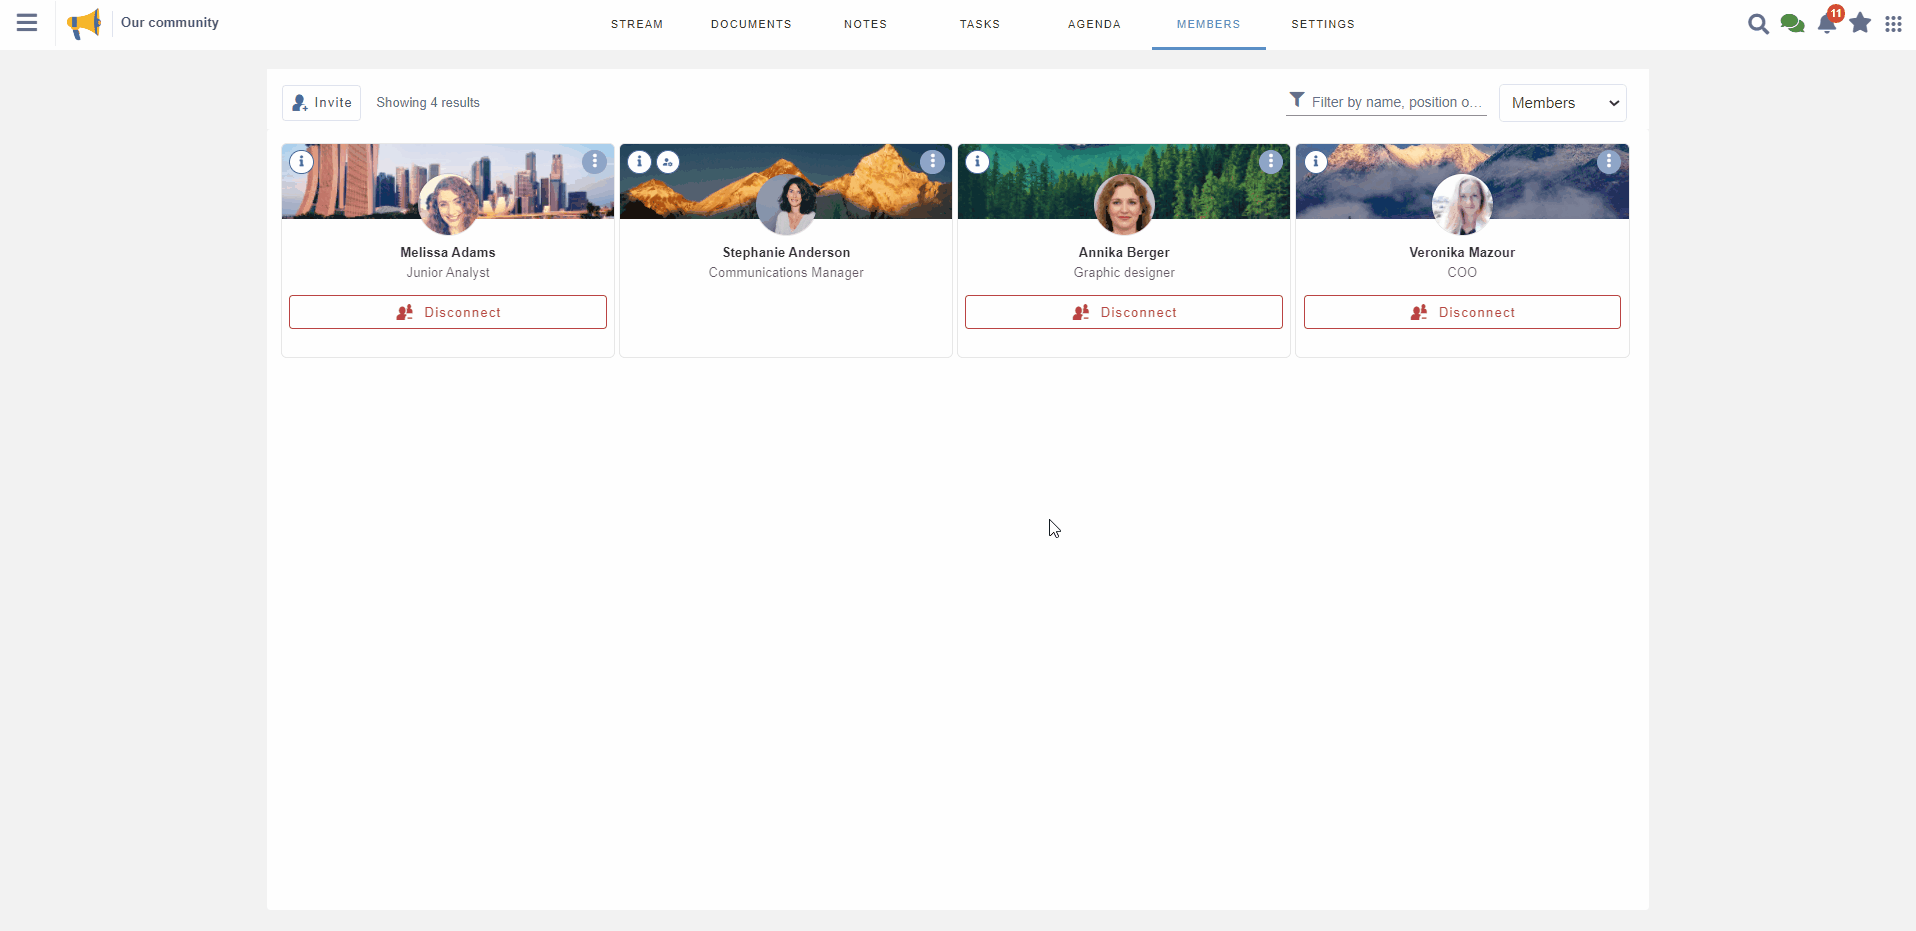 Our community
STREAM
DOCUMENTS
NOTES
TASKS
AGENDA
MEMBERS
SETTINGS
11
Invite
Showing 4 results
Filter by name, position o...
Members
Melissa Adams
Junior Analyst
Disconnect
Stephanie Anderson
Communications Manager
Annika Berger
Graphic designer
Disconnect
Veronika Mazour
COO
Disconnect